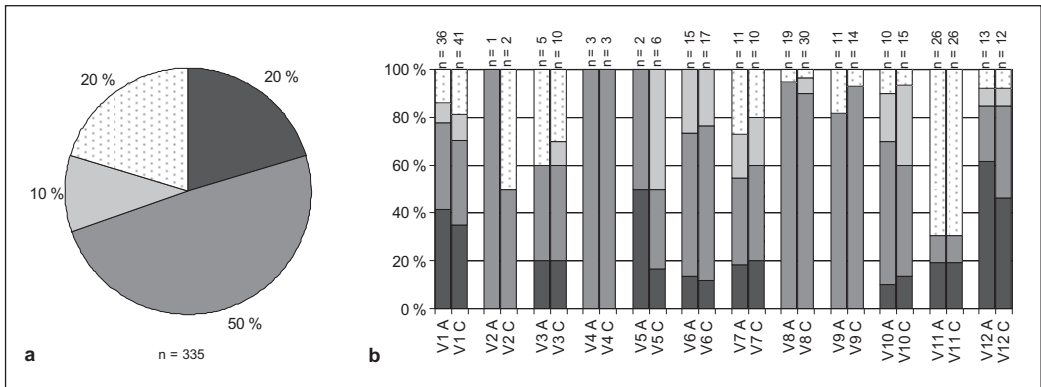 20 %
20 %
10 %
50 %
a
n = 335
n = 36
n = 41
n = 1
n = 2
n = 5
n = 10
n = 3
n = 3
n = 2
n = 6
n = 15
n = 17
n = 11
n = 10
n = 19
n = 30
n = 11
n = 14
n = 10
n = 15
n = 26
n = 26
n = 13
n = 12
100 %
80 %
60 %
40 %
20 %
0 %
V1 A
V1 C
V2 A
V2 C
V3 A
V3 C
V4 A
V4 C
V5 A
V5 C
V6 A
V6 C
V7 A
V7 C
V8 A
V8 C
V9 A
V9 C
V10 A
V10 C
V11 A
V11 C
V12 A
V12 C
b